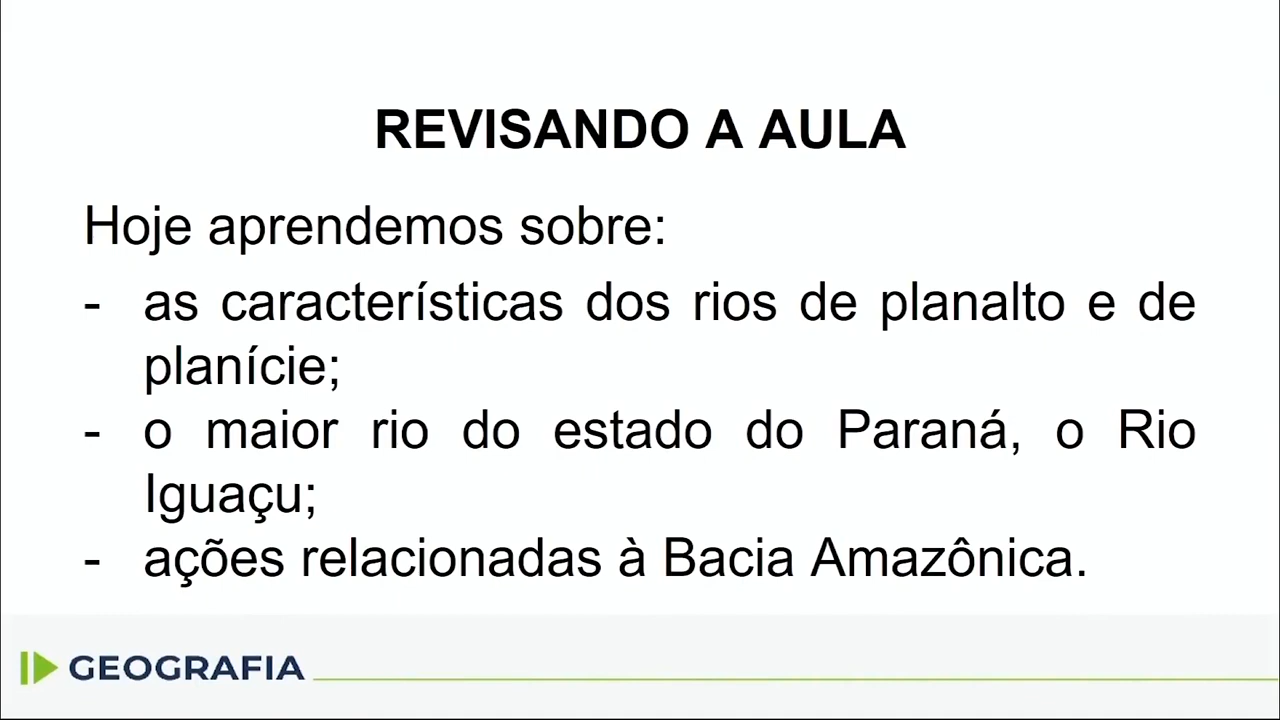 REVISANDO A AULA
Hoje aprendemos sobre:
- as características dos rios de planalto e de
planície;
- o maior rio do estado do Paraná, o Rio
Iguaçu;
- ações relacionadas à Bacia Amazônica.
GEOGRAFIA